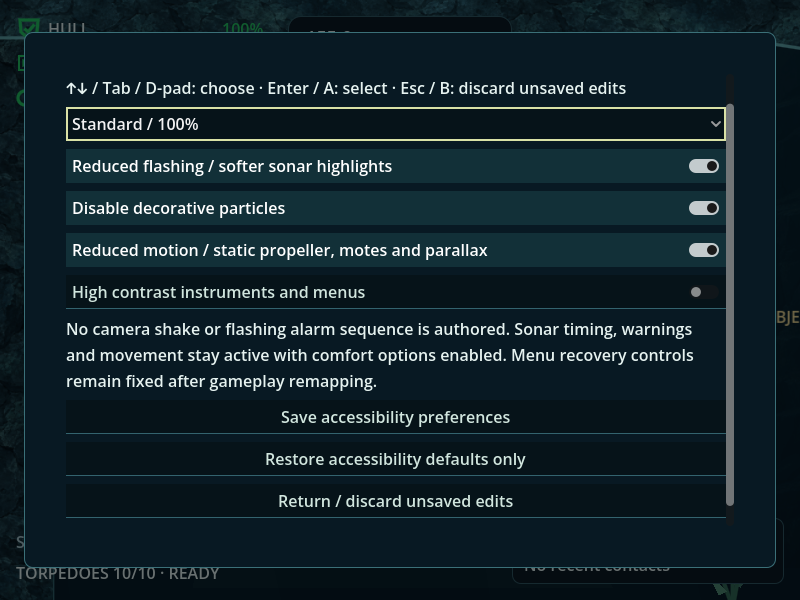 HULL 100%
↑↓ / Tab / D-pad: choose · Enter / A: select · Esc / B: discard unsaved edits
Standard / 100%
Reduced flashing / softer sonar highlights
Disable decorative particles
Reduced motion / static propeller, motes and parallax
High contrast instruments and menus
No camera shake or flashing alarm sequence is authored. Sonar timing, warnings
and movement stay active with comfort options enabled. Menu recovery controls
remain fixed after gameplay remapping.
Save accessibility preferences
Restore accessibility defaults only
Return / discard unsaved edits
No recent contacts
TORPEDOES 10/10 · READY